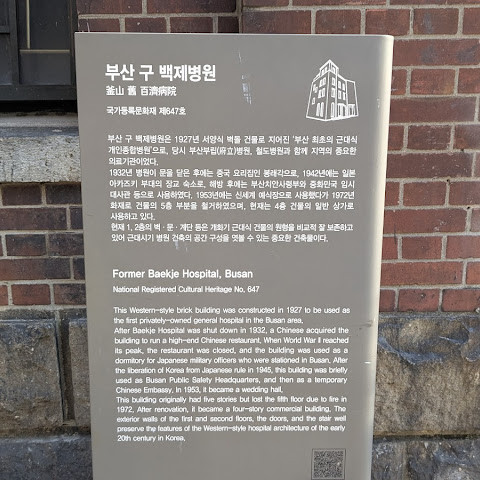 부산 구 백제병원
釜山 舊 百濟病院
국가등록문화재 제647호
부산 구 백제병원은 1927년 서양식 벽돌 건물로 지어진 '부산 최초의 근대식
개인종합병원'으로, 당시 부산부립(府立)병원, 철도병원과 함께 지역의 중요한
의료기관이었다.
1932년 병원이 문을 닫은 후에는 중국 요리집인 봉래각으로, 1942년에는 일본
아카즈키 부대의 장교 숙소로, 해방 후에는 부산치안사령부와 중화민국 임시
대사관 등으로 사용하였다. 1953년에는 신세계 예식장으로 사용했다가 1972년
화재로 건물의 5층 부분을 철거하였으며, 현재는 4층 건물의 일반 상가로
사용하고 있다.
현재 1, 2층의 벽 · 문 · 계단 등은 개화기 근대식 건물의 원형을 비교적 잘 보존하고
있어 근대시기 병원 건축의 공간 구성을 엿볼 수 있는 중요한 건축물이다.
Former Baekje Hospital, Busan
National Registered Cultural Heritage No. 647
This Western-style brick building was constructed in 1927 to be used as
the first privately-owned general hospital in the Busan area.
After Baekje Hospital was shut down in 1932, a Chinese acquired the
building to run a high-end Chinese restaurant. When World War II reached
its peak, the restaurant was closed, and the building was used as a
dormitory for Japanese military officers who were stationed in Busan. After
the liberation of Korea from Japanese rule in 1945, this building was briefly
used as Busan Public Safety Headquarters, and then as a temporary
Chinese Embassy. In 1953, it became a wedding hall.
This building originally had five stories but lost the fifth floor due to fire in
1972. After renovation, it became a four-story commercial building. The
exterior walls of the first and second floors, the doors, and the stair well
preserve the features of the Western-style hospital architecture of the early
20th century in Korea.